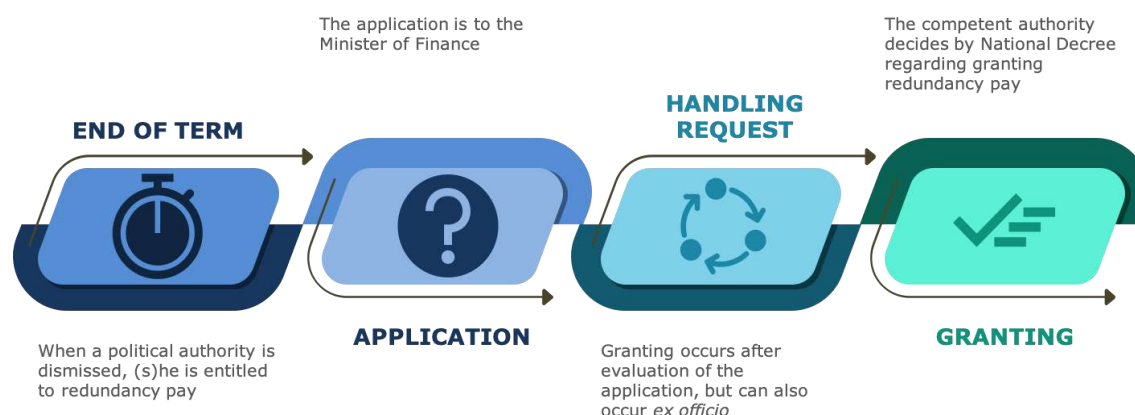 END OF TERM
When a political authority is
dismissed, (s)he is entitled
to redundancy pay
The application is to the
Minister of Finance
APPLICATION
HANDLING
REQUEST
Granting occurs after
evaluation of the
application, but can also
occur ex officio
The competent authority
decides by National Decree
regarding granting
redundancy pay
GRANTING